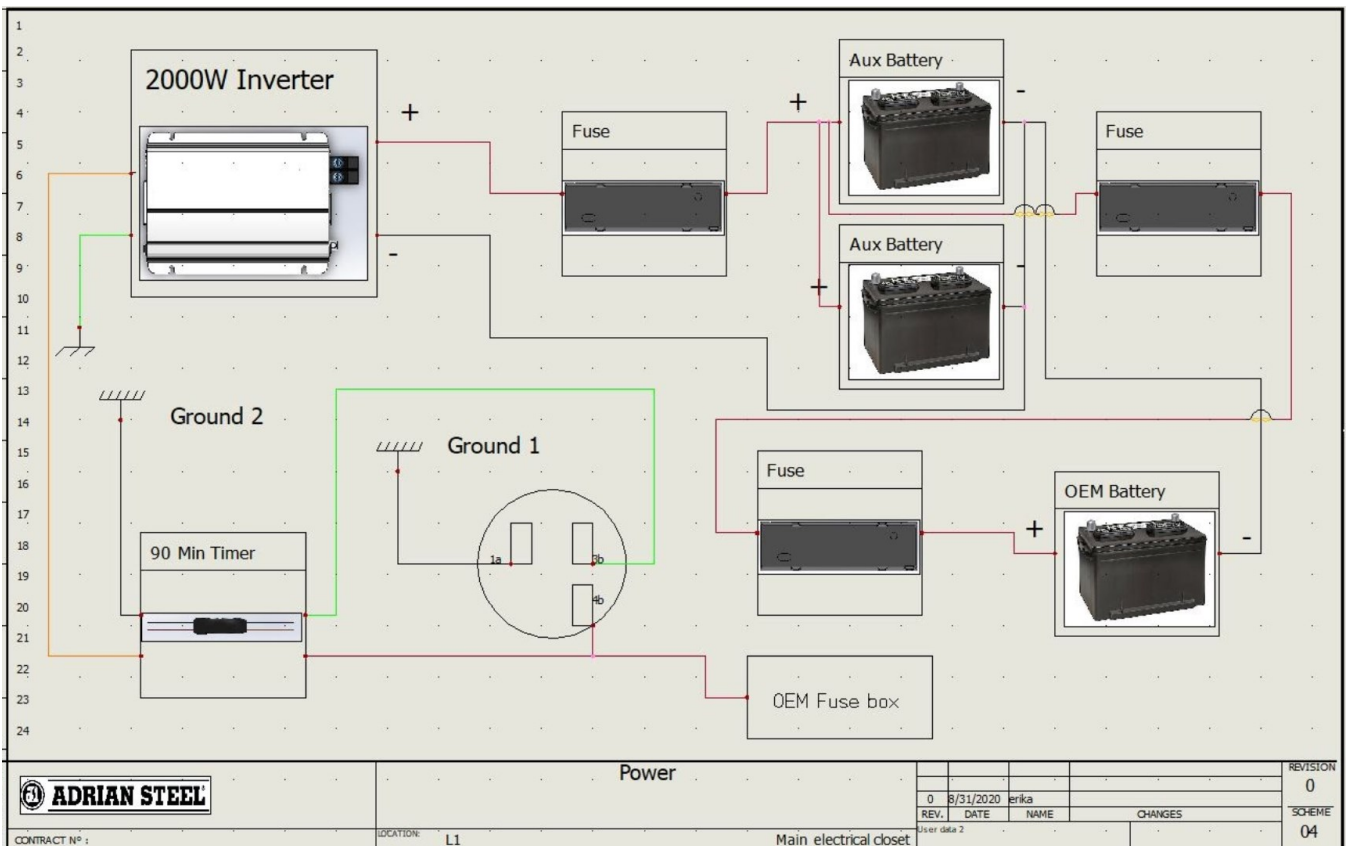 1
2
3
4
5
6
7
8
9
10
11
12
13
14
15
16
17
18
19
20
21
22
23
24
2000W Inverter
+
-
Fuse
+
Aux Battery
-
Fuse
Aux Battery
+
-
Ground 2
Ground 1
Fuse
OEM Battery
+
-
90 Min Timer
1a
3b
4b
OEM Fuse box
ADRIAN STEEL
Power
REVISION
0
0 8/31/2020 erika
REV. DATE NAME CHANGES
SCHEME
04
CONTRACT N° :
LOCATION: L1
Main electrical closet
User data 2